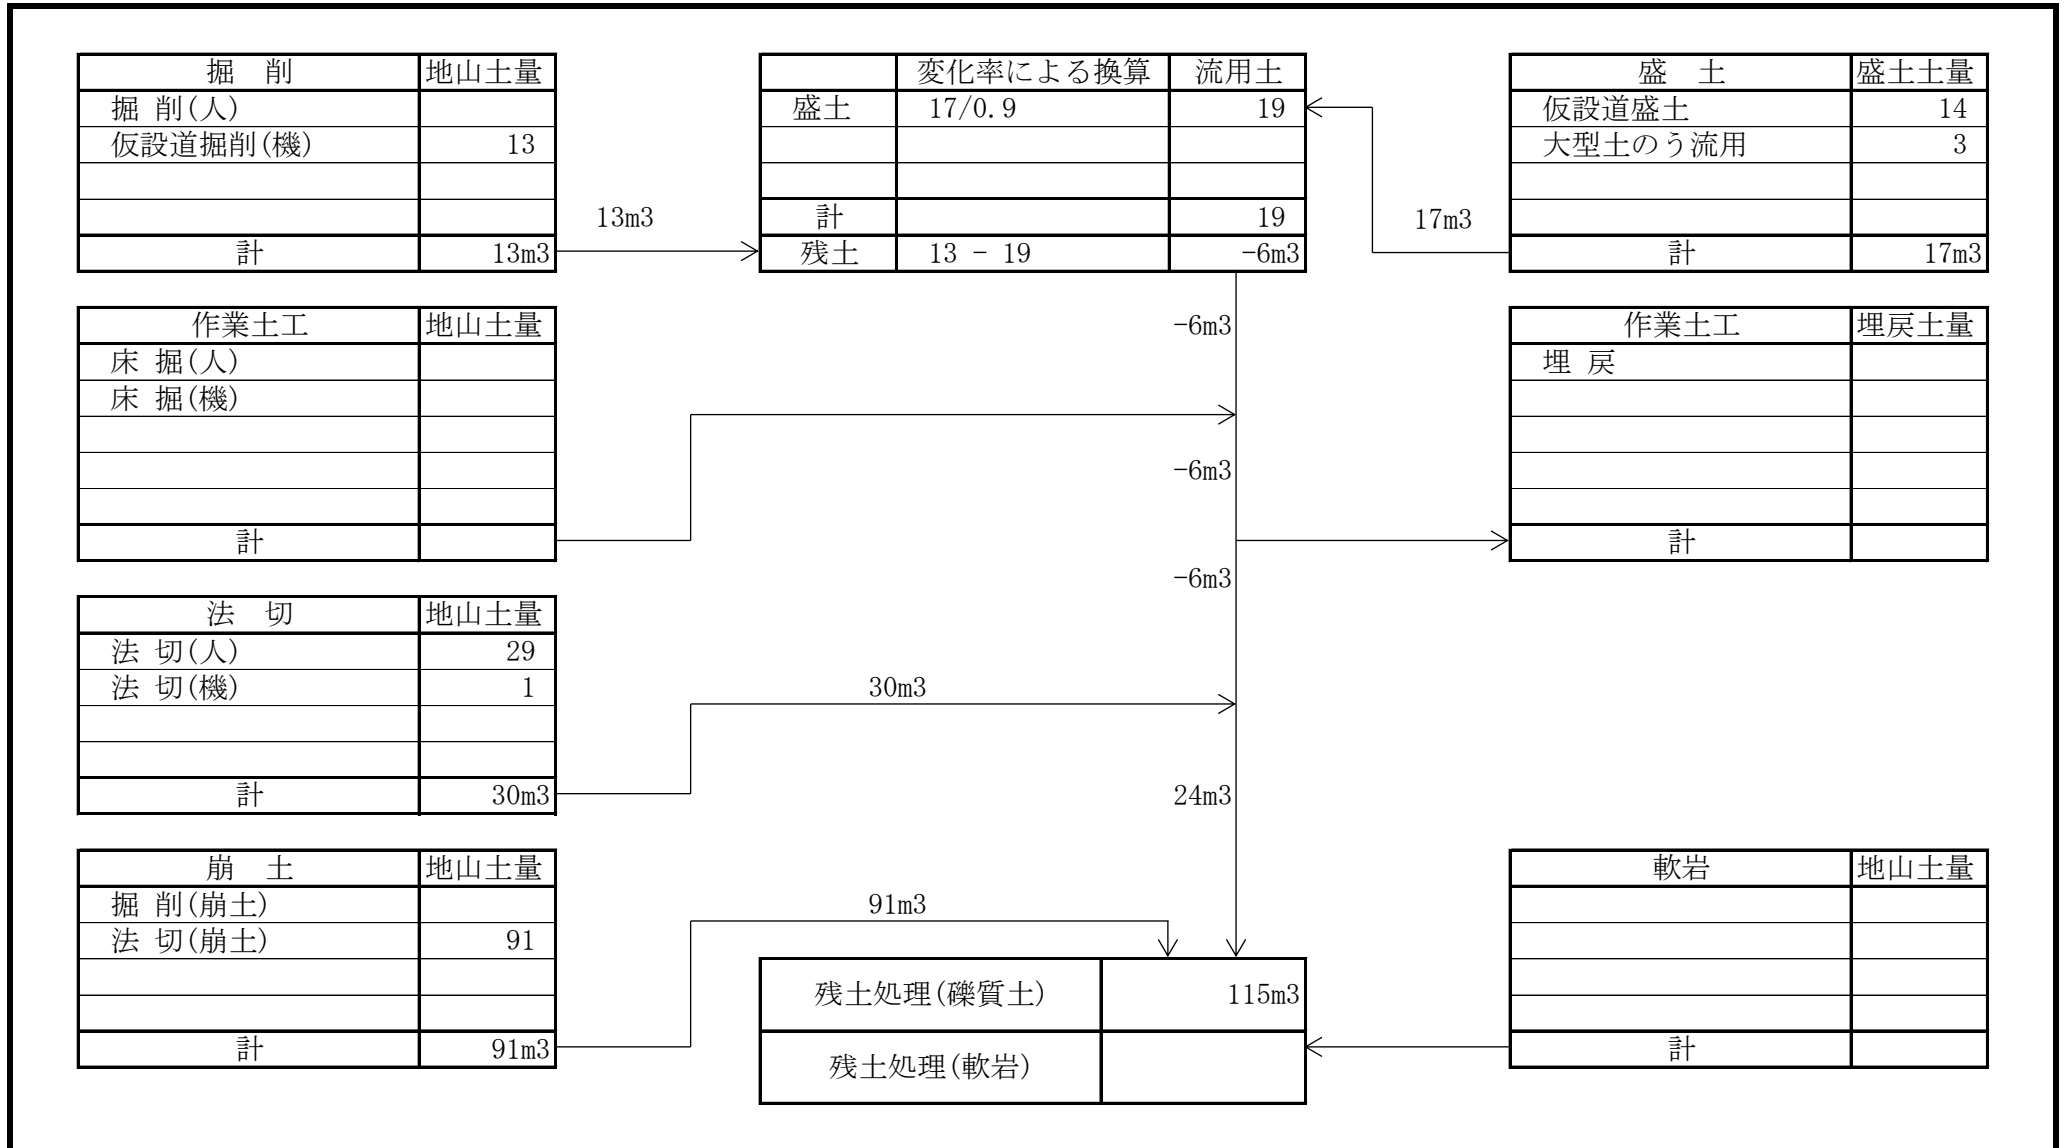 掘　削 地山土量
掘 削(人)
仮設道掘削(機) 13
計 13m3
13m3
変化率による換算 流用土
盛土 17/0.9 19
計 19
残土 13 - 19 -6m3
17m3
盛　土 盛土土量
仮設道盛土 14
大型土のう流用 3
計 17m3
作業土工 地山土量
床 掘(人)
床 掘(機)
計
-6m3
-6m3
-6m3
作業土工 埋戻土量
埋 戻
計
法　切 地山土量
法 切(人) 29
法 切(機) 1
計 30m3
30m3
24m3
崩　土 地山土量
掘 削(崩土)
法 切(崩土) 91
計 91m3
91m3
残土処理(礫質土) 115m3
残土処理(軟岩)
軟岩 地山土量
計